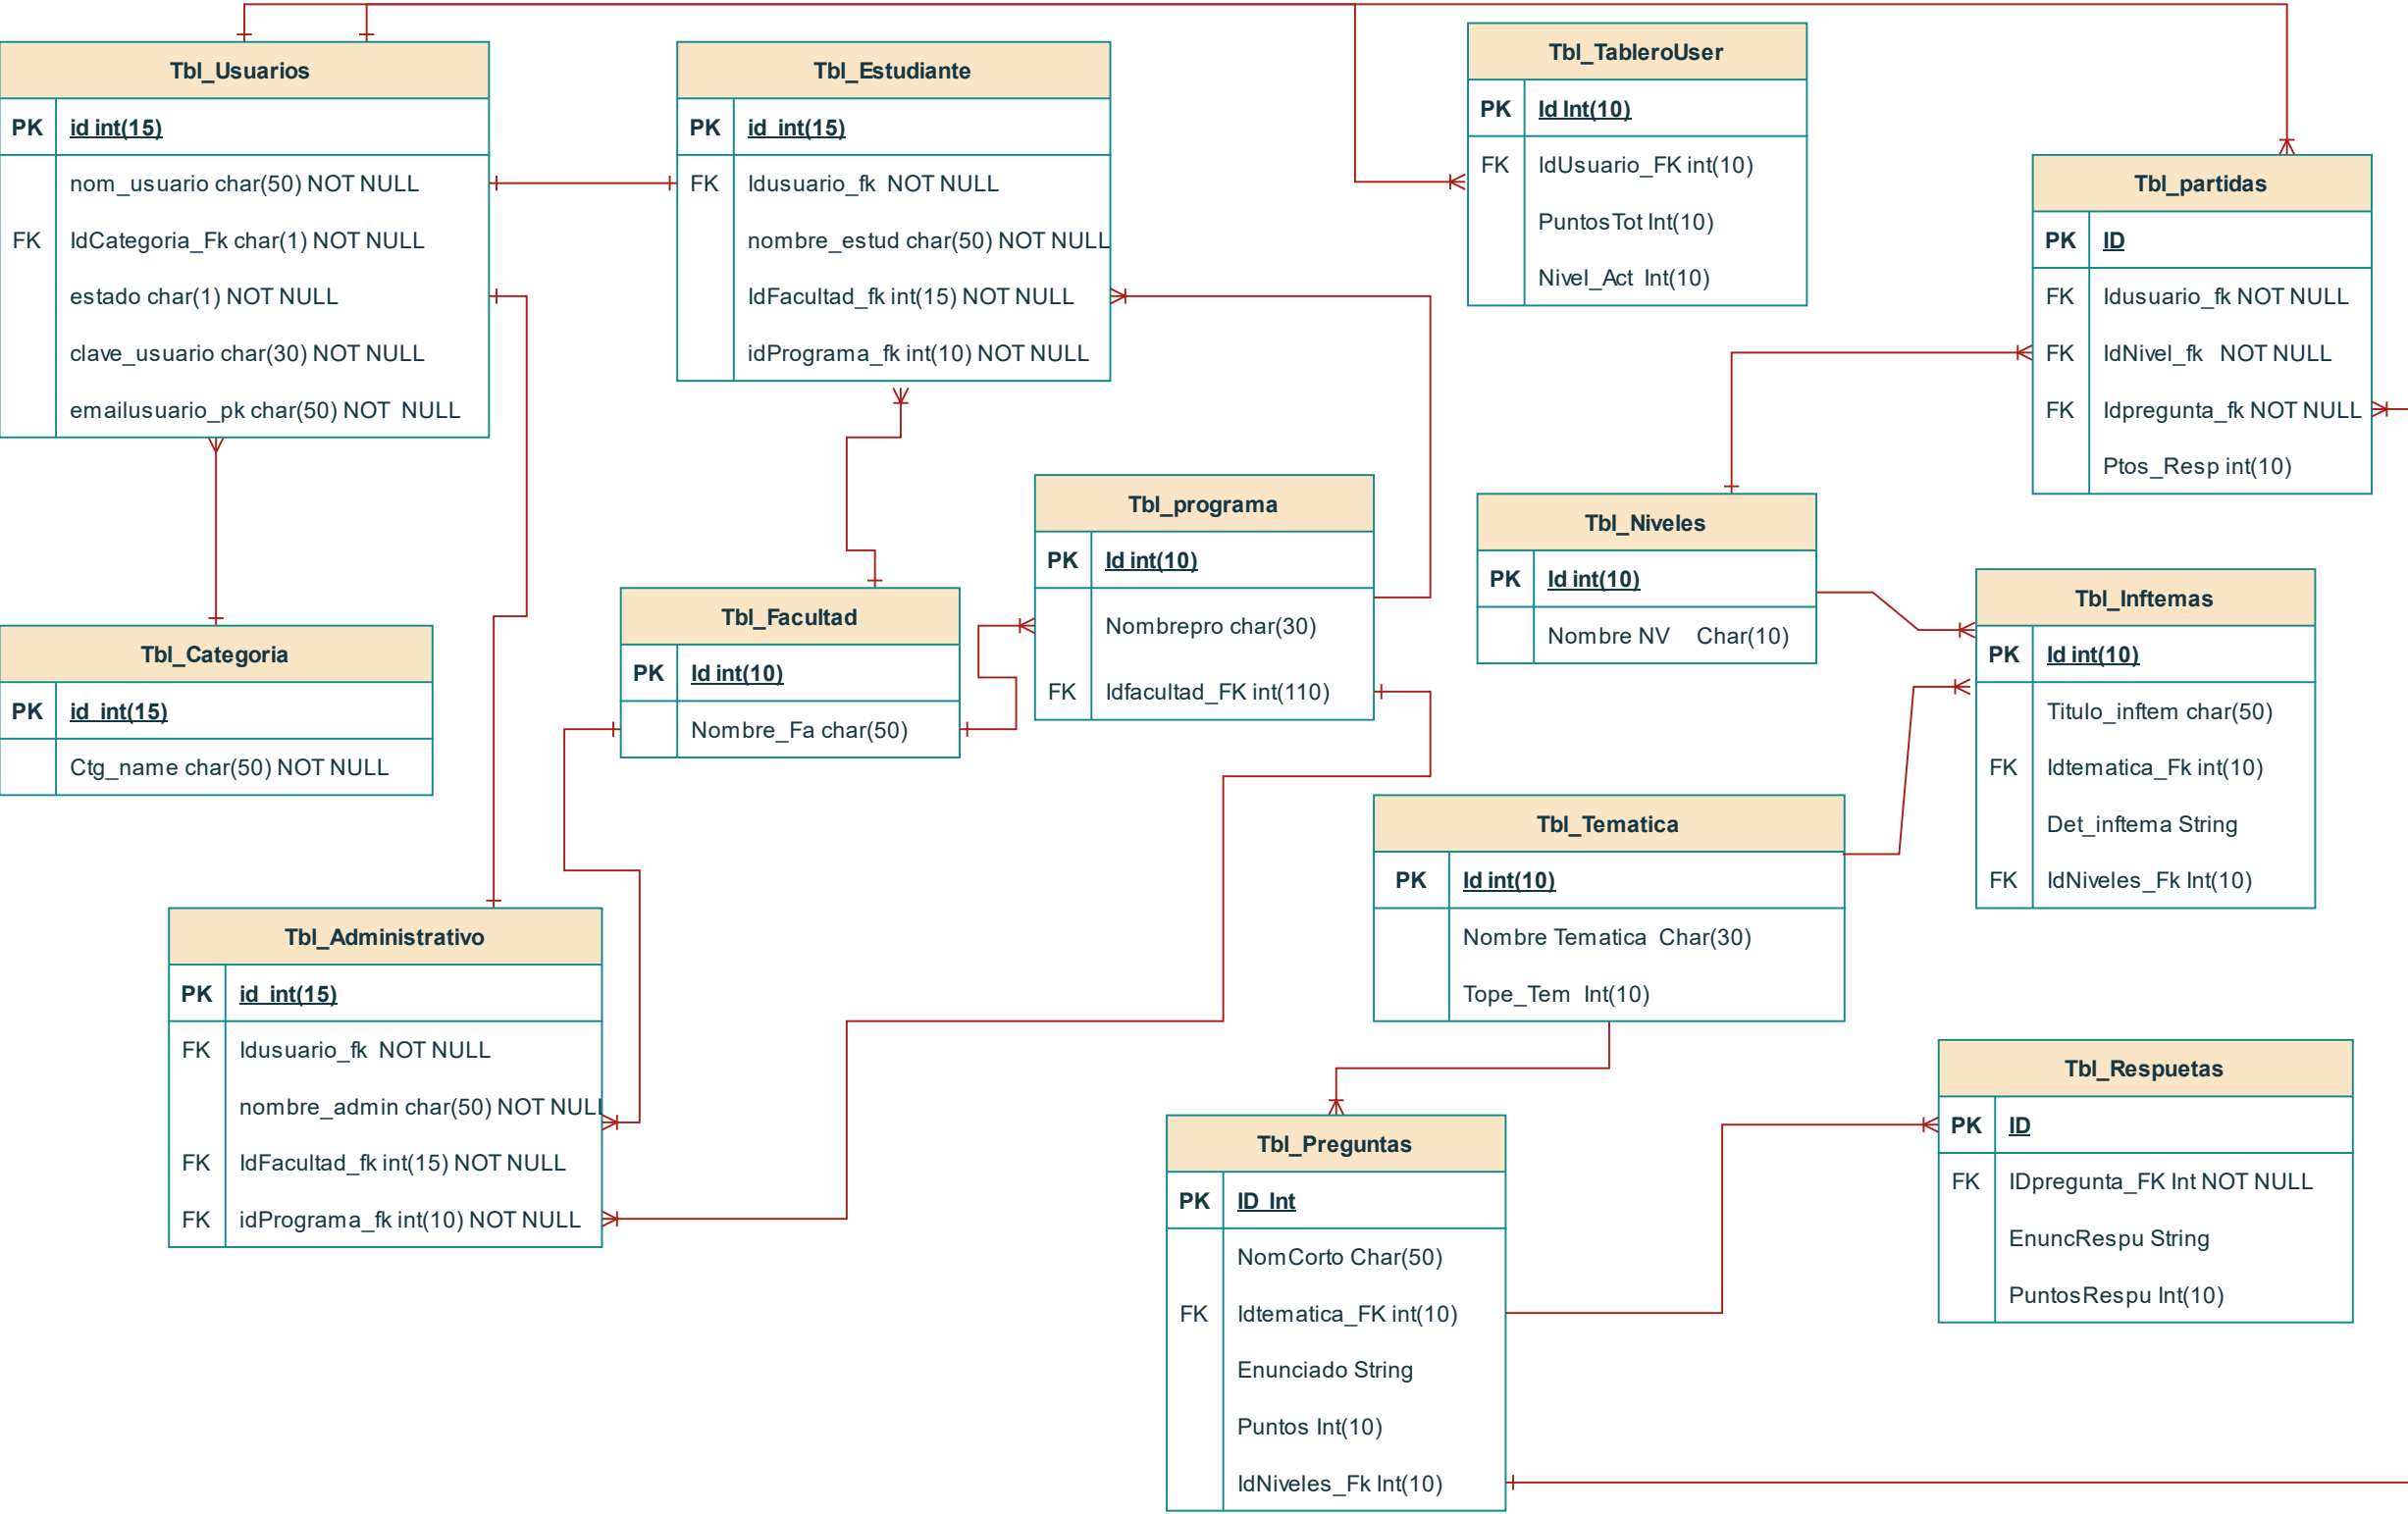 Tbl_Usuarios
PK id int(15)
nom_usuario char(50) NOT NULL
FK IdCategoria_Fk char(1) NOT NULL
estado char(1) NOT NULL
clave_usuario char(30) NOT NULL
emailusuario_pk char(50) NOT  NULL
Tbl_Estudiante
PK id int(15)
FK Idusuario_fk  NOT NULL
nombre_estud char(50) NOT NULL
IdFacultad_fk int(15) NOT NULL
idPrograma_fk int(10) NOT NULL
Tbl_TableroUser
PK Id Int(10)
FK IdUsuario_FK int(10)
PuntosTot Int(10)
Nivel_Act  Int(10)
Tbl_partidas
PK ID
FK Idusuario_fk NOT NULL
FK IdNivel_fk   NOT NULL
FK Idpregunta_fk NOT NULL
Ptos_Resp int(10)
Tbl_programa
PK Id int(10)
Nombrepro char(30)
FK Idfacultad_FK int(110)
Tbl_Niveles
PK Id int(10)
Nombre NV    Char(10)
Tbl_Facultad
PK Id int(10)
Nombre_Fa char(50)
Tbl_Inftemas
PK Id int(10)
Titulo_inftem char(50)
FK Idtematica_Fk int(10)
Det_inftema String
FK IdNiveles_Fk Int(10)
Tbl_Categoria
PK id int(15)
Ctg_name char(50) NOT NULL
Tbl_Tematica
PK Id int(10)
Nombre Tematica  Char(30)
Tope_Tem  Int(10)
Tbl_Administrativo
PK id int(15)
FK Idusuario_fk  NOT NULL
nombre_admin char(50) NOT NULL
FK IdFacultad_fk int(15) NOT NULL
FK idPrograma_fk int(10) NOT NULL
Tbl_Preguntas
PK ID Int
NomCorto Char(50)
FK Idtematica_FK int(10)
Enunciado String
Puntos Int(10)
IdNiveles_Fk Int(10)
Tbl_Respuetas
PK ID
FK IDpregunta_FK Int NOT NULL
EnuncRespu String
PuntosRespu Int(10)